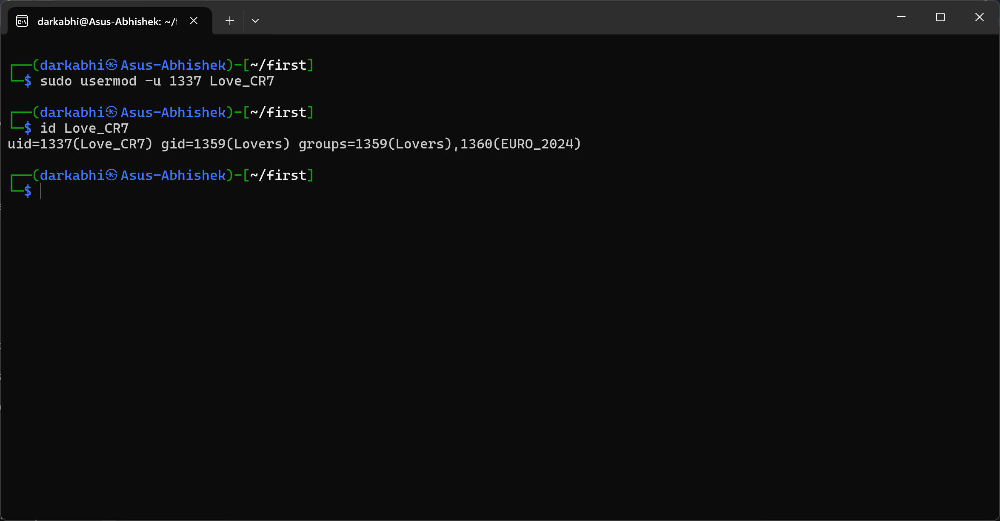 darkabhi@Asus-Abhishek: ~/f
┌──(darkabhi㉿Asus-Abhishek)-[~/first]
└─$ sudo usermod -u 1337 Love_CR7
┌──(darkabhi㉿Asus-Abhishek)-[~/first]
└─$ id Love_CR7
uid=1337(Love_CR7) gid=1359(Lovers) groups=1359(Lovers),1360(EURO_2024)
┌──(darkabhi㉿Asus-Abhishek)-[~/first]
└─$